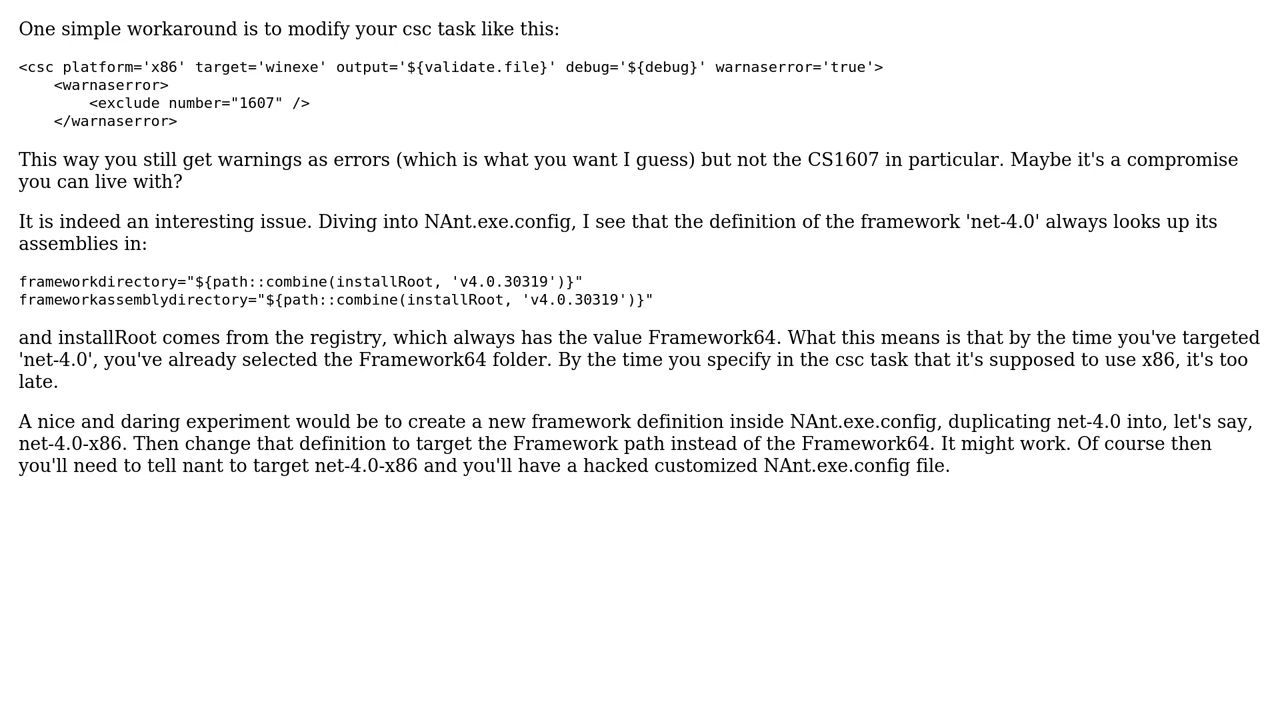 One simple workaround is to modify your csc task like this:
<csc platform='x86' target='winexe' output='${validate.file}' debug='${debug}' warnaserror='true'>
    <warnaserror>
        <exclude number="1607" />
    </warnaserror>
This way you still get warnings as errors (which is what you want I guess) but not the CS1607 in particular. Maybe it's a compromise
you can live with?
It is indeed an interesting issue. Diving into NAnt.exe.config, I see that the definition of the framework 'net-4.0' always looks up its
assemblies in:
frameworkdirectory="${path::combine(installRoot, 'v4.0.30319')}"
frameworkassemblydirectory="${path::combine(installRoot, 'v4.0.30319')}"
and installRoot comes from the registry, which always has the value Framework64. What this means is that by the time you've targeted
'net-4.0', you've already selected the Framework64 folder. By the time you specify in the csc task that it's supposed to use x86, it's too
late.
A nice and daring experiment would be to create a new framework definition inside NAnt.exe.config, duplicating net-4.0 into, let's say,
net-4.0-x86. Then change that definition to target the Framework path instead of the Framework64. It might work. Of course then
you'll need to tell nant to target net-4.0-x86 and you'll have a hacked customized NAnt.exe.config file.